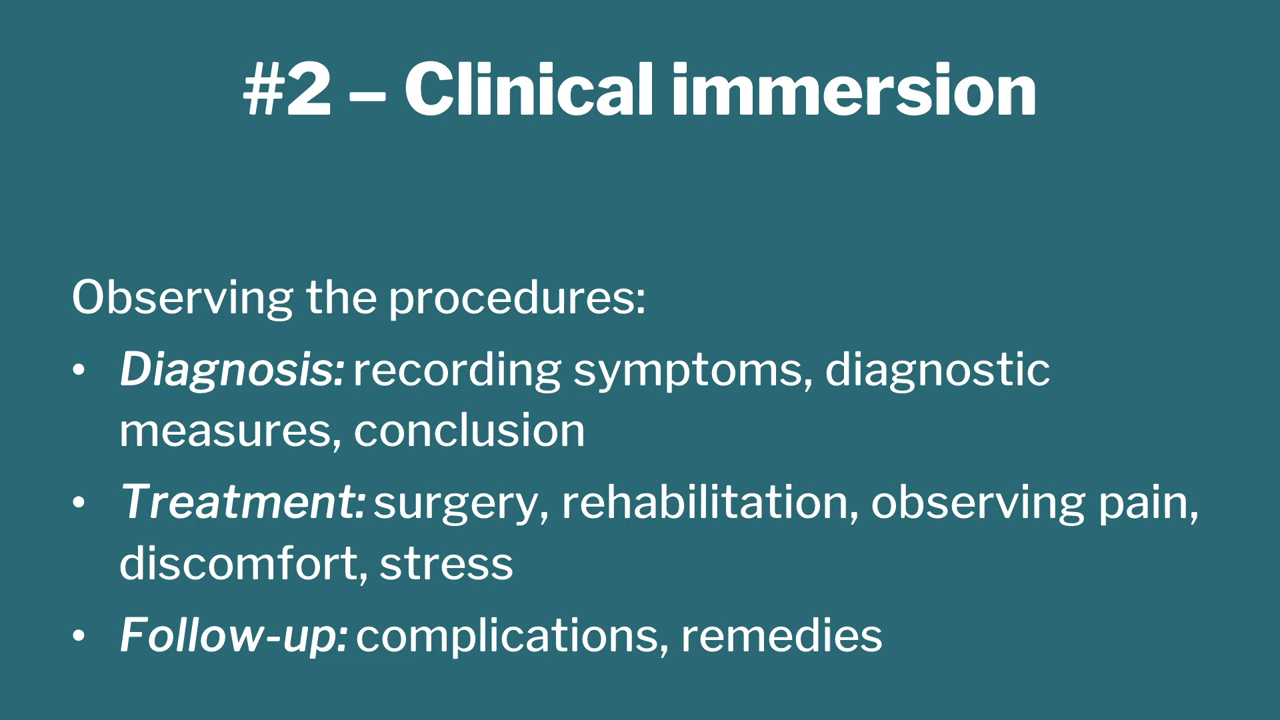 #2 – Clinical immersion
Observing the procedures:
• Diagnosis: recording symptoms, diagnostic
measures, conclusion
• Treatment: surgery, rehabilitation, observing pain,
discomfort, stress
• Follow-up: complications, remedies